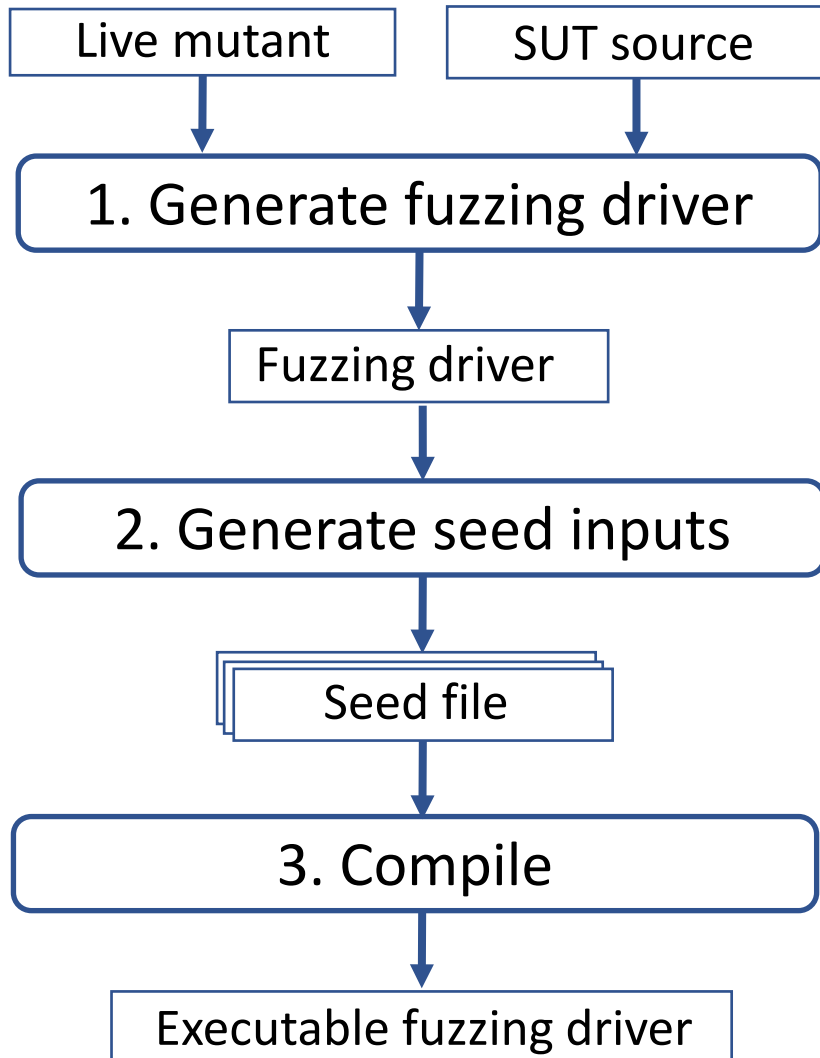 Live mutant
SUT source
1. Generate fuzzing driver
Fuzzing driver
2. Generate seed inputs
Seed file
3. Compile
Executable fuzzing driver